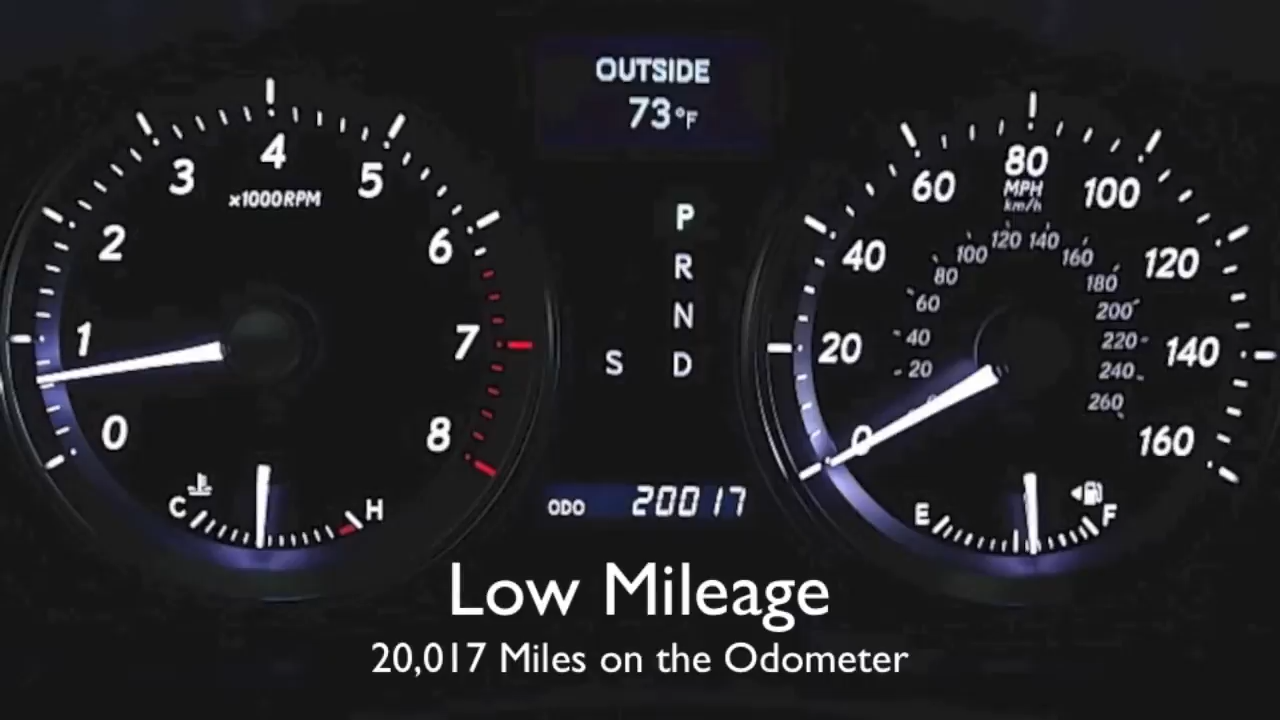 OUTSIDE
73°F
0 1 2 3 4 5 6 7 8
x1000RPM
C H
P
R
N
S D
ODO 20017
0 20 40 60 80 100 120 140 160
MPH
km/h
20 40 60 80 100 120 140 160 180 200 220 240 260
E F
Low Mileage
20,017 Miles on the Odometer